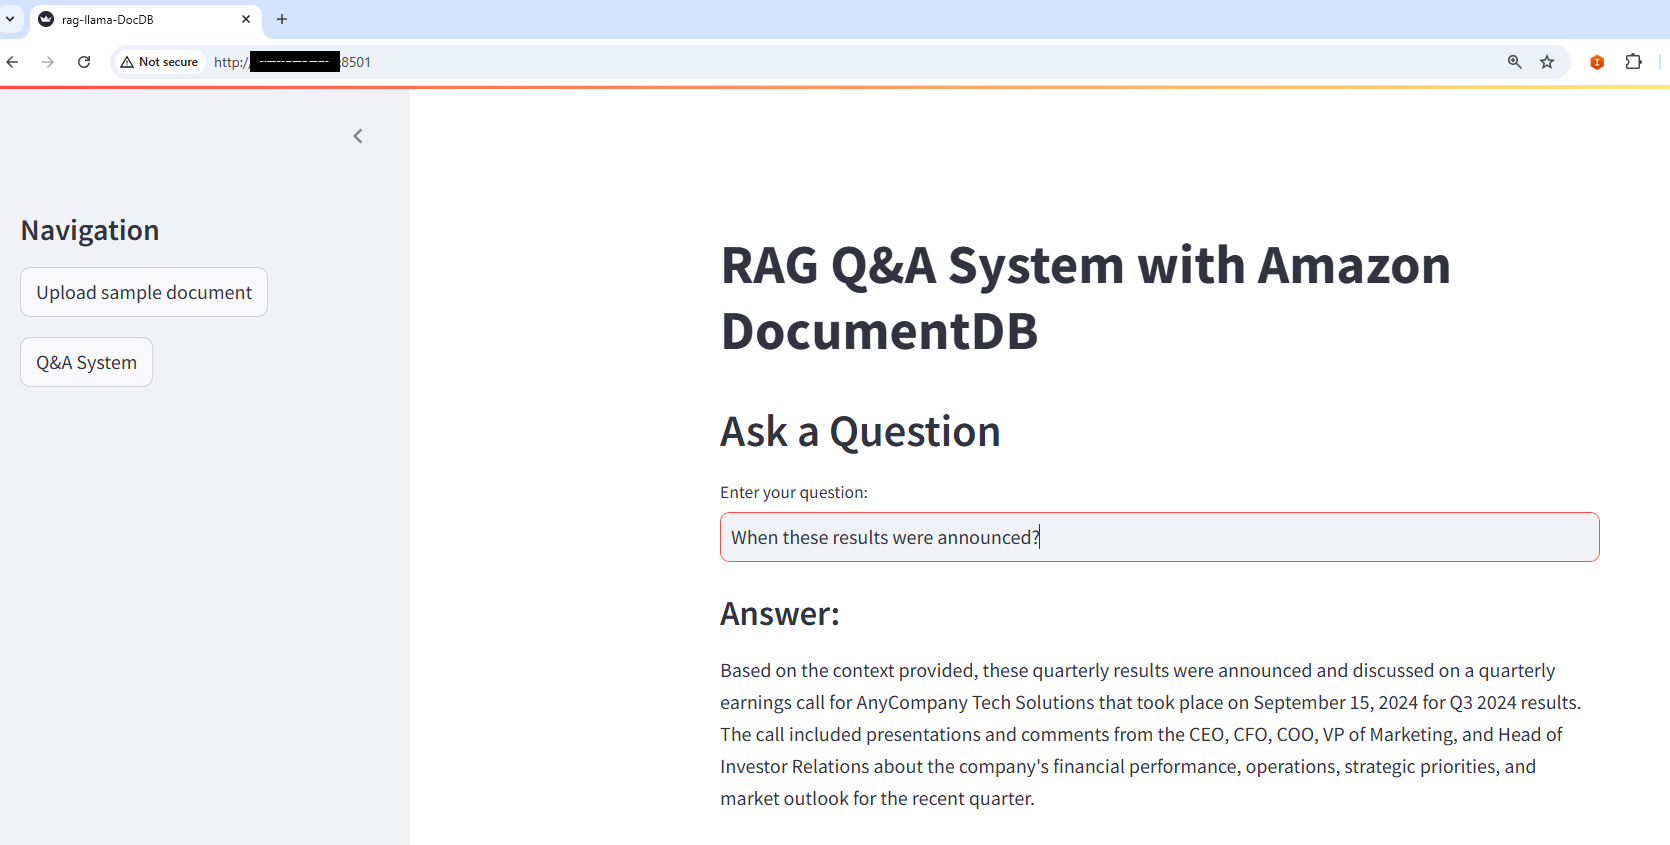 rag-llama-DocDB
Not secure
http://
:8501
Navigation
Upload sample document
Q&A System
RAG Q&A System with Amazon
DocumentDB
Ask a Question
Enter your question:
When these results were announced?
Answer:
Based on the context provided, these quarterly results were announced and discussed on a quarterly
earnings call for AnyCompany Tech Solutions that took place on September 15, 2024 for Q3 2024 results.
The call included presentations and comments from the CEO, CFO, COO, VP of Marketing, and Head of
Investor Relations about the company's financial performance, operations, strategic priorities, and
market outlook for the recent quarter.